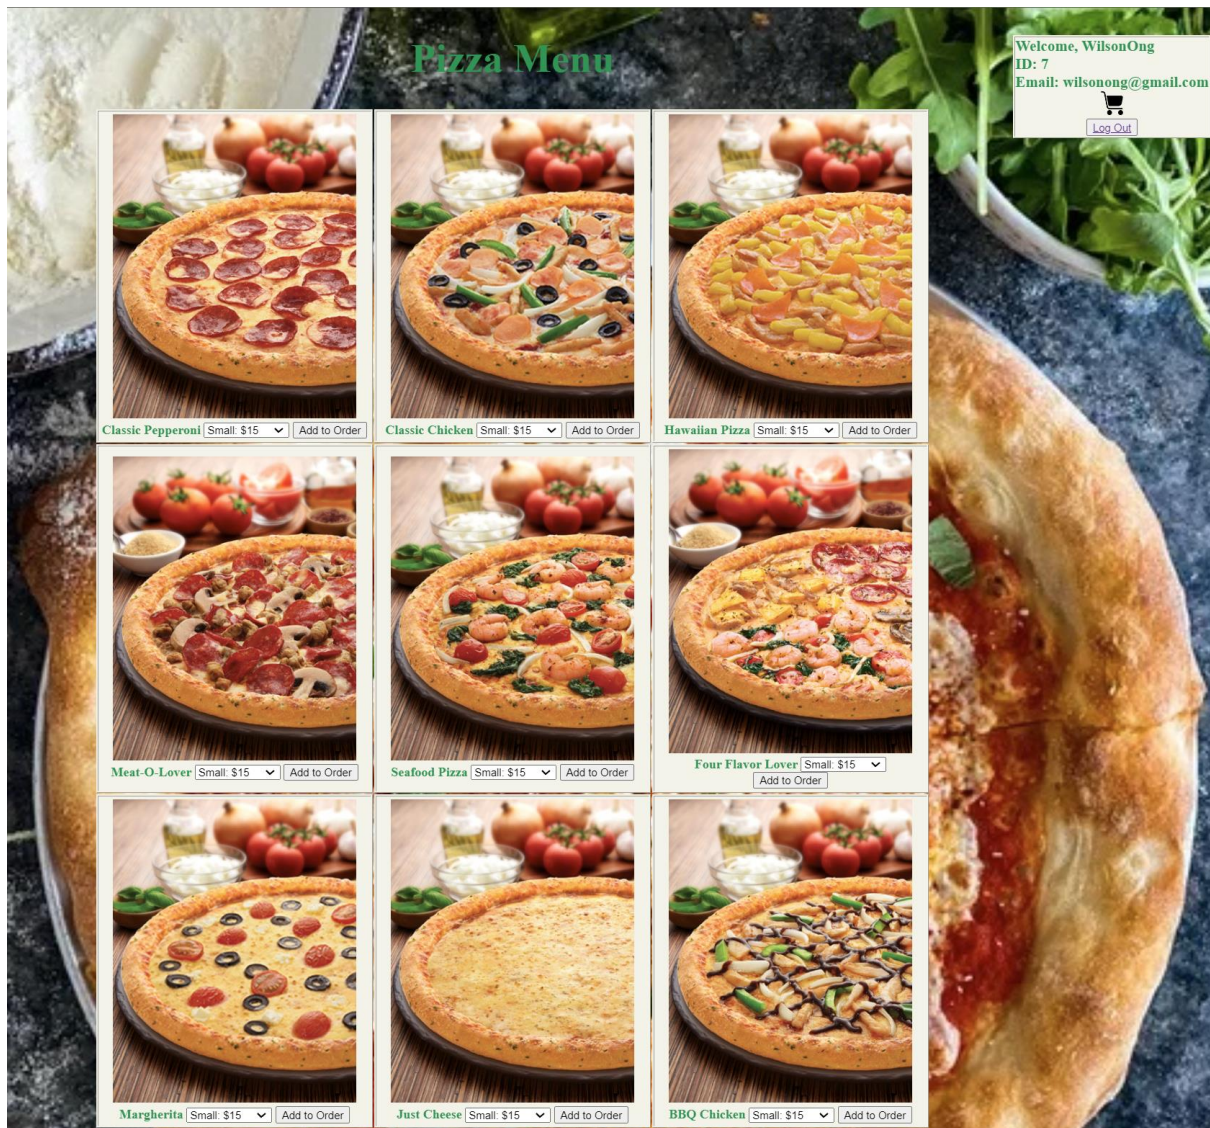 Pizza Menu
Welcome, WilsonOng
ID: 7
Email: wilsonong@gmail.com
Log Out
Classic Pepperoni Small: $15 Add to Order
Classic Chicken Small: $15 Add to Order
Hawaiian Pizza Small: $15 Add to Order
Meat-O-Lover Small: $15 Add to Order
Seafood Pizza Small: $15 Add to Order
Four Flavor Lover Small: $15
Add to Order
Margherita Small: $15 Add to Order
Just Cheese Small: $15 Add to Order
BBQ Chicken Small: $15 Add to Order